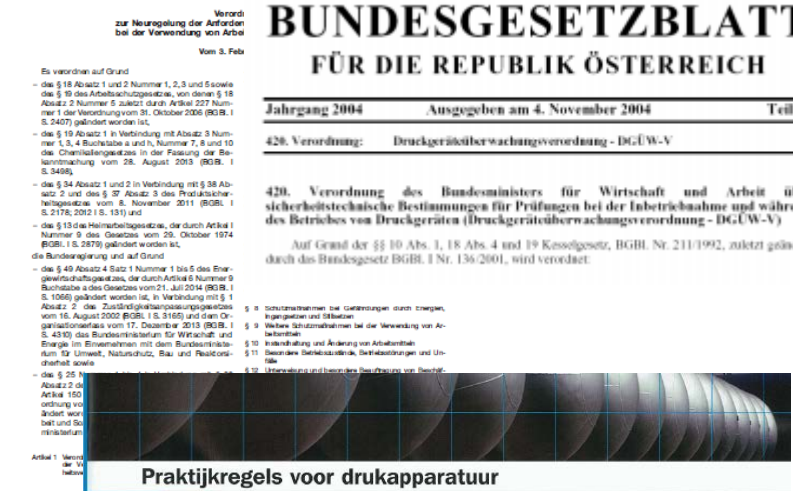 Verord
zur Neuregelung der Anforden
bei der Verwendung von Arbei
Vom 3. Feb
Es verordnen auf Grund
– des § 18 Absatz 1 und 2 Nummer 1, 2, 3 und 5 sowie
des § 19 des Arbeitsschutzgesetzes, von denen § 18
Absatz 2 Nummer 5 zuletzt durch Artikel 227 Num-
mer 1 der Verordnung vom 31. Oktober 2006 (BGBl. I
S. 2407) geändert worden ist,
– des § 19 Absatz 1 in Verbindung mit Absatz 3 Num-
mer 1, 3, 4 Buchstabe a und h, Nummer 7, 8 und 10
des Chemikaliengesetzes in der Fassung der Be-
kanntmachung vom 28. August 2013 (BGBl. I
S. 3498),
– des § 34 Absatz 1 und 2 in Verbindung mit § 38 Ab-
satz 2 und des § 37 Absatz 3 des Produktsicher-
heitsgesetzes vom 8. November 2011 (BGBl. I
S. 2178; 2012 I S. 131) und
– des § 13 des Heimarbeitsgesetzes, der durch Artikel I
Nummer 9 des Gesetzes vom 29. Oktober 1974
(BGBl. I S. 2879) geändert worden ist,
die Bundesregierung und auf Grund
– des § 49 Absatz 4 Satz 1 Nummer 1 bis 5 des Ener-
giewirtschaftsgesetzes, der durch Artikel 6 Nummer 9
Buchstabe a des Gesetzes vom 21. Juli 2014 (BGBl. I
S. 1066) geändert worden ist, in Verbindung mit § 1
Absatz 2 des Zuständigkeitsanpassungsgesetzes
vom 16. August 2002 (BGBl. I S. 3165) und dem Or-
ganisationserlass vom 17. Dezember 2013 (BGBl. I
S. 4310) das Bundesministerium für Wirtschaft und
Energie im Einvernehmen mit dem Bundesministe-
rium für Umwelt, Naturschutz, Bau und Reaktorsi-
cherheit sowie
– des § 25 N
Absatz 2 de
Artikel 150
ordnung vo
ändert wor
beit und So
ministerium
Artikel 1 Verord
der Ve
heitsve
BUNDESGESETZBLATT
FÜR DIE REPUBLIK ÖSTERREICH
Jahrgang 2004 Ausgegeben am 4. November 2004 Teil
420. Verordnung: Druckgeräteüberwachungsverordnung - DGÜW-V
420. Verordnung des Bundesministers für Wirtschaft und Arbeit üb
sicherheitstechnische Bestimmungen für Prüfungen bei der Inbetriebnahme und währe
des Betriebes von Druckgeräten (Druckgeräteüberwachungsverordnung - DGÜW-V)
Auf Grund der §§ 10 Abs. 1, 18 Abs. 4 und 19 Kesselgesetz, BGBl. Nr. 211/1992, zuletzt geänd
durch das Bundesgesetz BGBl. I Nr. 136/2001, wird verordnet:
§ 8 Schutzmaßnahmen bei Gefährdungen durch Energien,
Ingangsetzen und Stillsetzen
§ 9 Weitere Schutzmaßnahmen bei der Verwendung von Ar-
beitsmitteln
§ 10 Instandhaltung und Änderung von Arbeitsmitteln
§ 11 Besondere Betriebszustände, Betriebsstörungen und Un-
fälle
§ 12 Unterweisung und besondere Beauftragung von Beschäf-
Praktijkregels voor drukapparatuur